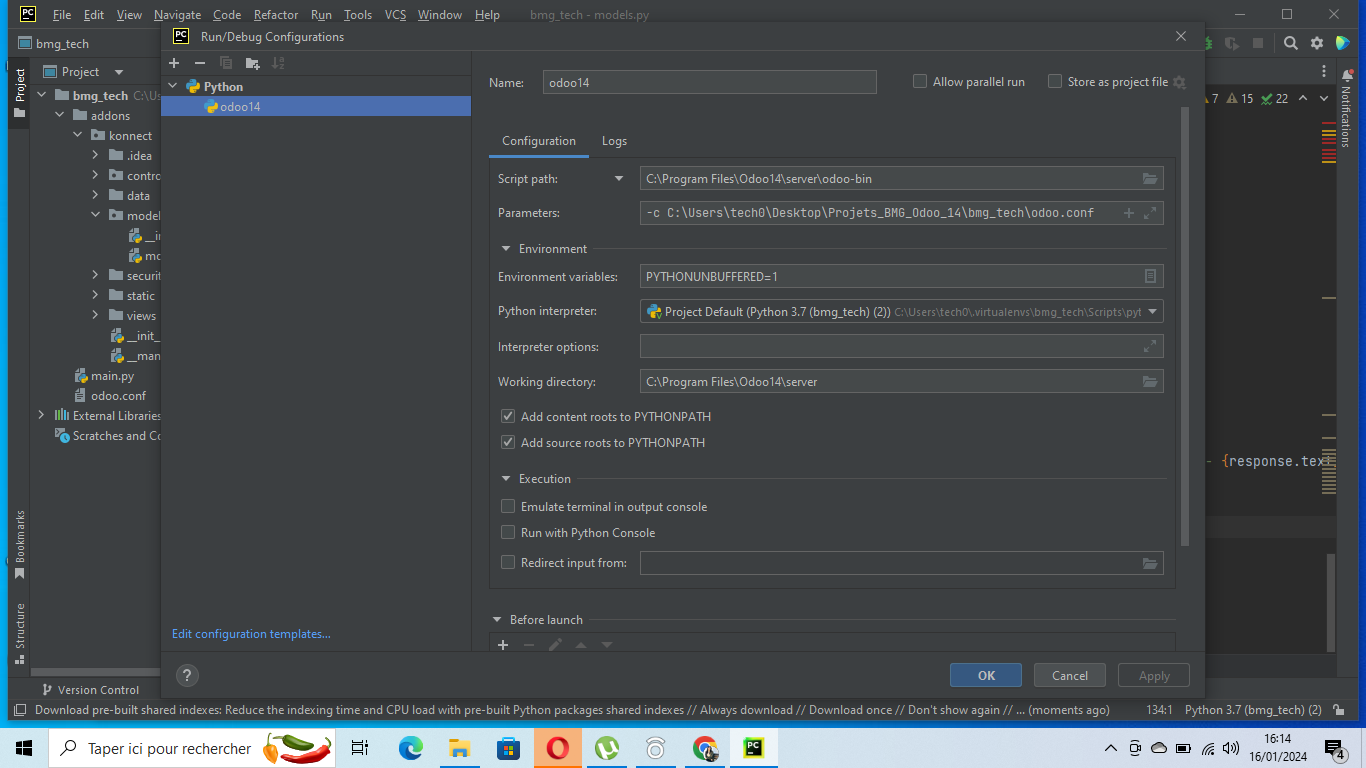 PC File Edit View Navigate Code Refactor Run Tools VCS Window Help bmg_tech - models.py
bmg_tech
PC Run/Debug Configurations
Project
Project
bmg_tech C:\Us
addons
konnect
.idea
contro
data
model
__i
mo
securit
static
views
__init_
__man
main.py
odoo.conf
External Libraries
Scratches and Co
Bookmarks
Structure
Python
odoo14
Edit configuration templates...
Name: odoo14 Allow parallel run Store as project file
Configuration Logs
Script path: C:\Program Files\Odoo14\server\odoo-bin
Parameters: -c C:\Users\tech0\Desktop\Projets_BMG_Odoo_14\bmg_tech\odoo.conf
Environment
Environment variables: PYTHONUNBUFFERED=1
Python interpreter: Project Default (Python 3.7 (bmg_tech) (2)) C:\Users\tech0\.virtualenvs\bmg_tech\Scripts\pyt
Interpreter options:
Working directory: C:\Program Files\Odoo14\server
Add content roots to PYTHONPATH
Add source roots to PYTHONPATH
Execution
Emulate terminal in output console
Run with Python Console
Redirect input from:
Before launch
? OK Cancel Apply
7 15 22
Notifications
- {response.text
Version Control
Download pre-built shared indexes: Reduce the indexing time and CPU load with pre-built Python packages shared indexes // Always download // Download once // Don't show again // ... (moments ago) 134:1 Python 3.7 (bmg_tech) (2)
Taper ici pour rechercher
PC
16:14
16/01/2024
4